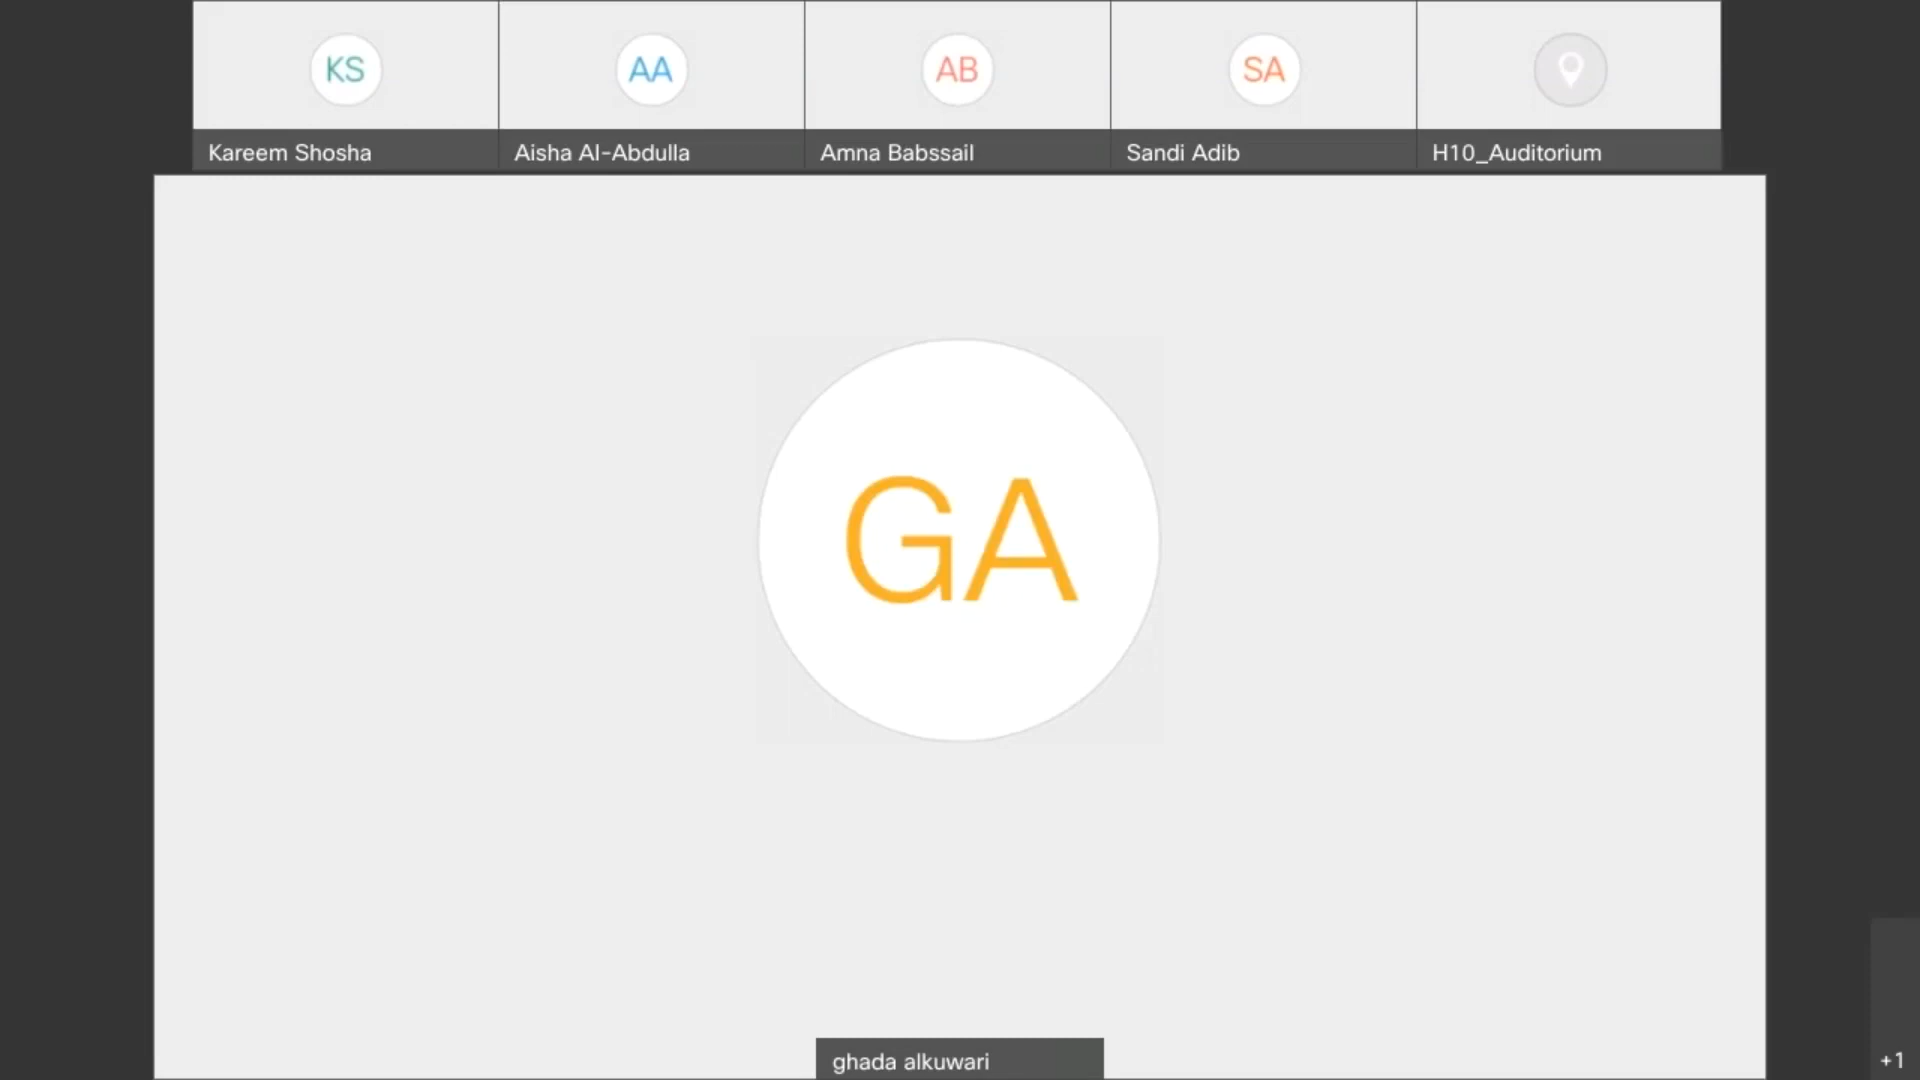 KS
AA
AB
SA
Kareem Shosha
Aisha Al-Abdulla
Amna Babssail
Sandi Adib
H10_Auditorium
GA
ghada alkuwari
+1